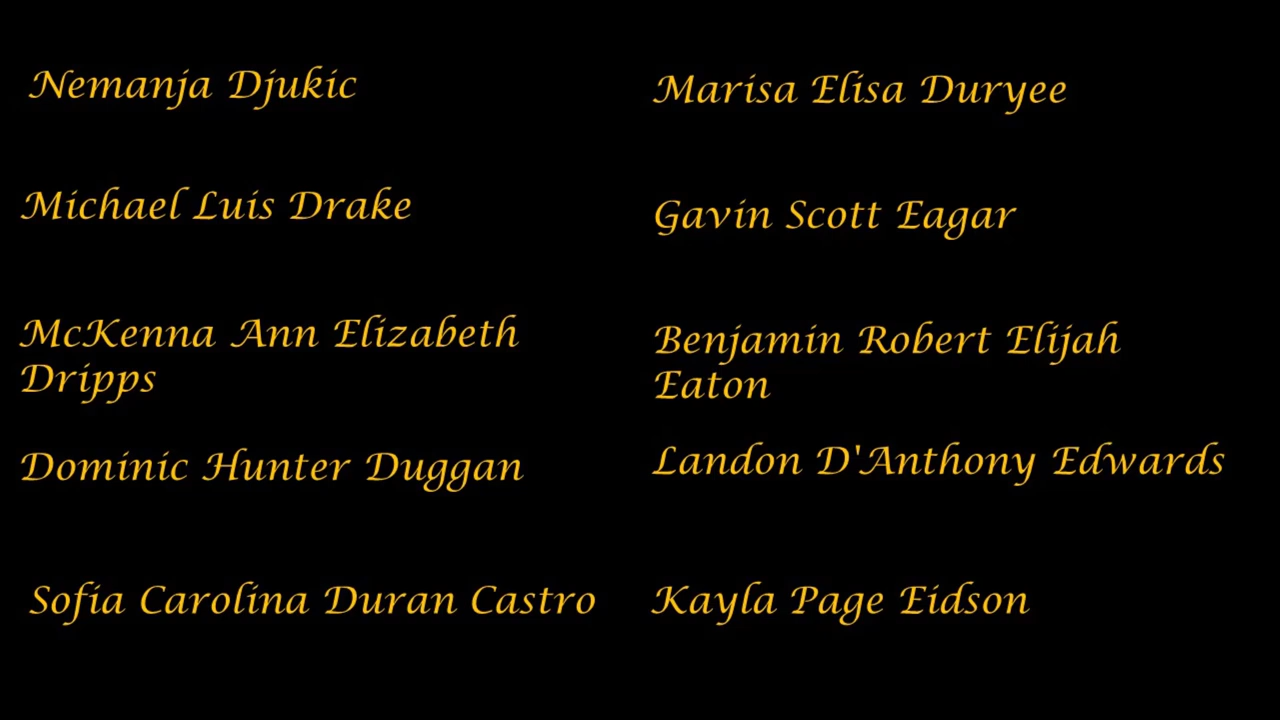 Nemanja Djukic
Michael Luis Drake
McKenna Ann Elizabeth
Dripps
Dominic Hunter Duggan
Sofia Carolina Duran Castro
Marisa Elisa Duryee
Gavin Scott Eagar
Benjamin Robert Elijah
Eaton
Landon D'Anthony Edwards
Kayla Page Eidson